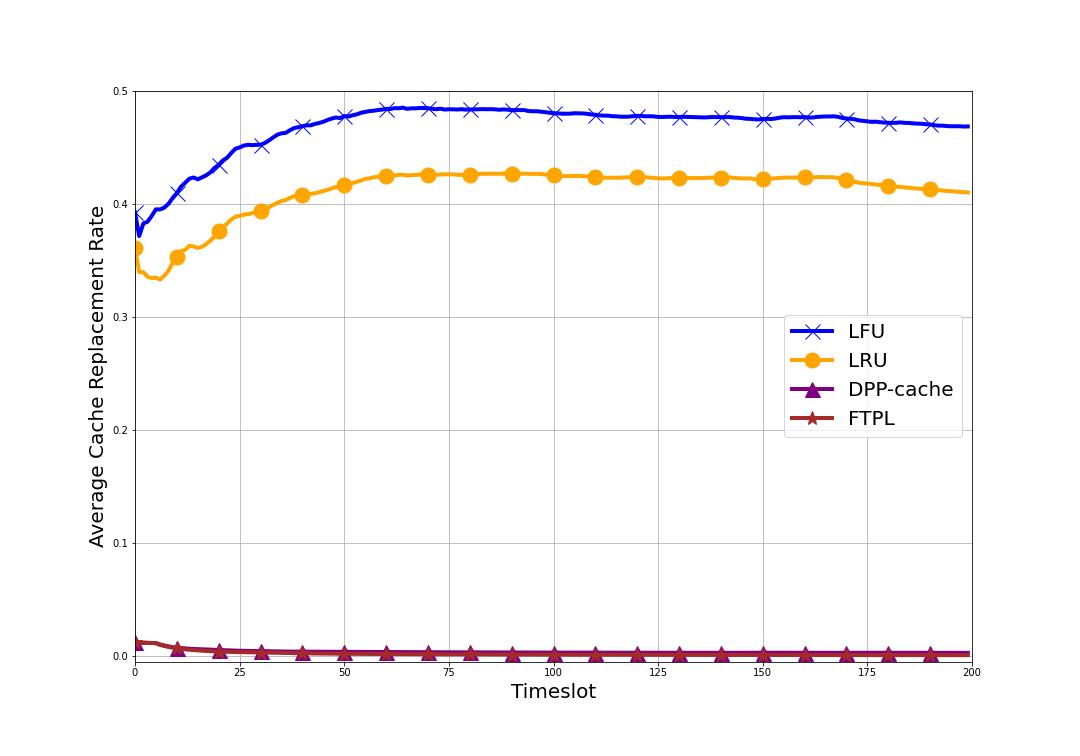 Average Cache Replacement Rate
0.5
0.4
0.3
0.2
0.1
0.0
0 25 50 75 100 125 150 175 200
Timeslot
LFU
LRU
DPP-cache
FTPL